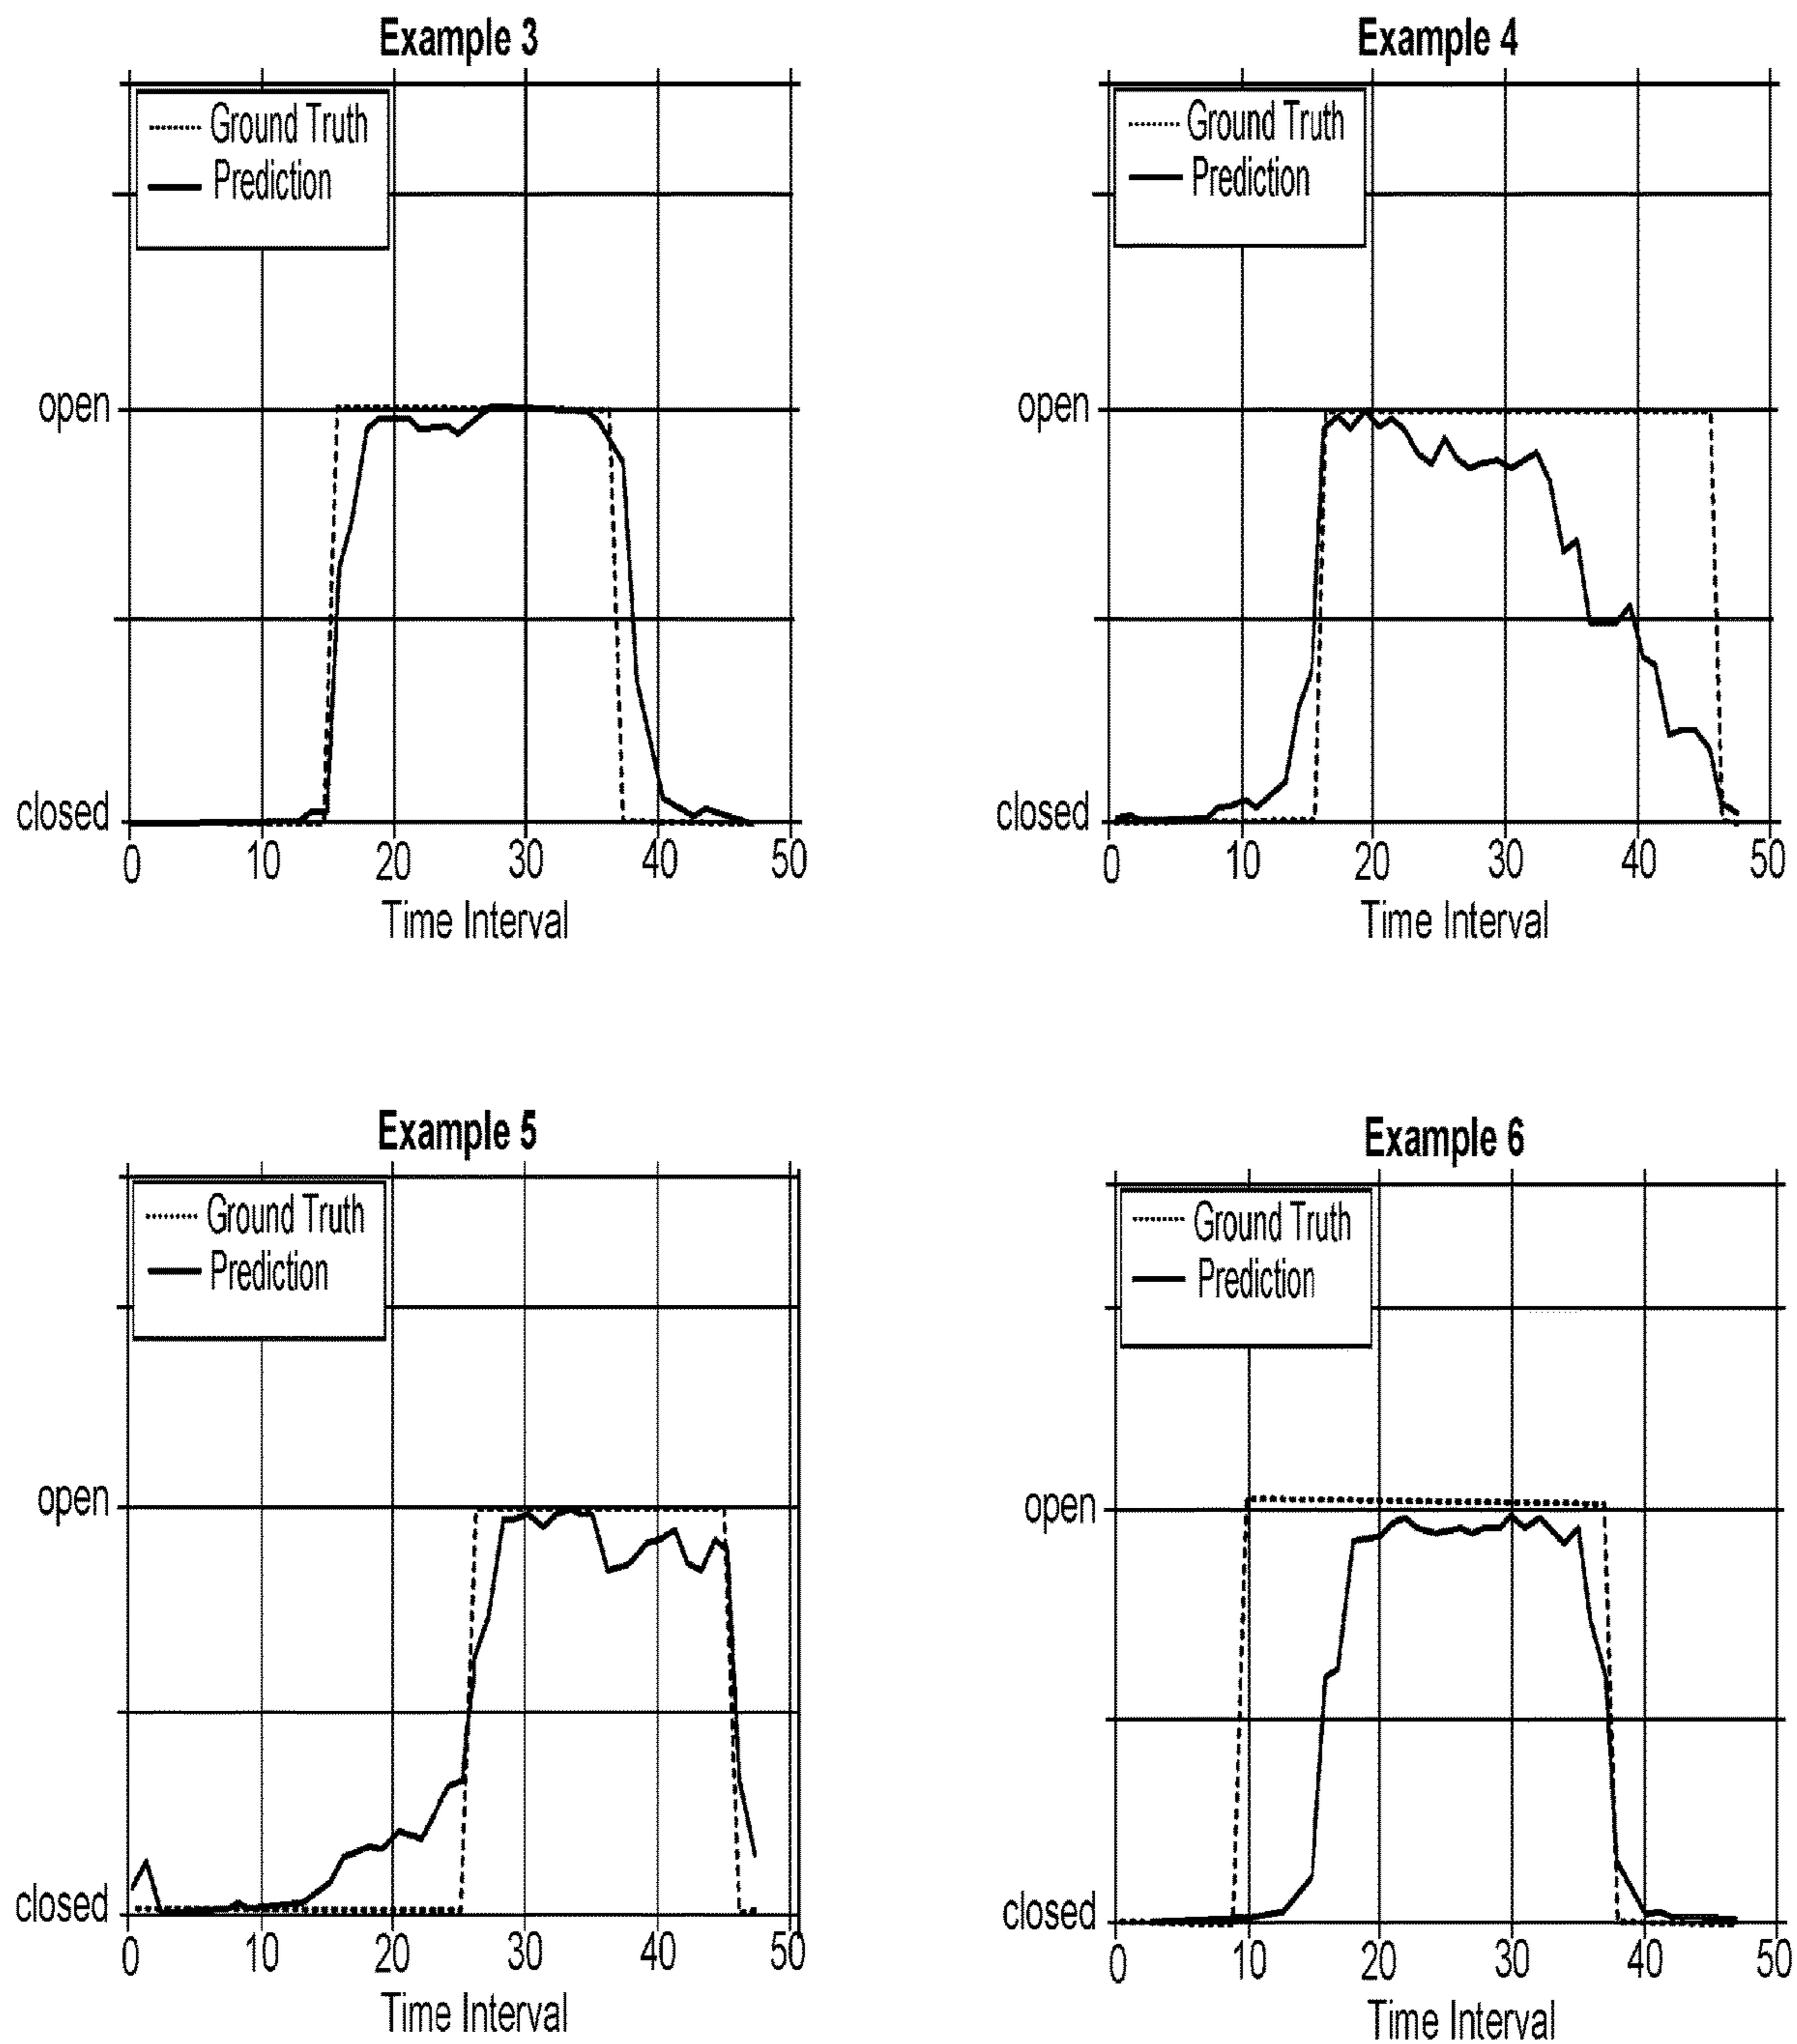 Example 3
Ground Truth
Prediction
open
closed
0 10 20 30 40 50
Time Interval
Example 4
Ground Truth
Prediction
open
closed
0 10 20 30 40 50
Time Interval
Example 5
Ground Truth
Prediction
open
closed
0 10 20 30 40 50
Time Interval
Example 6
Ground Truth
Prediction
open
closed
0 10 20 30 40 50
Time Interval